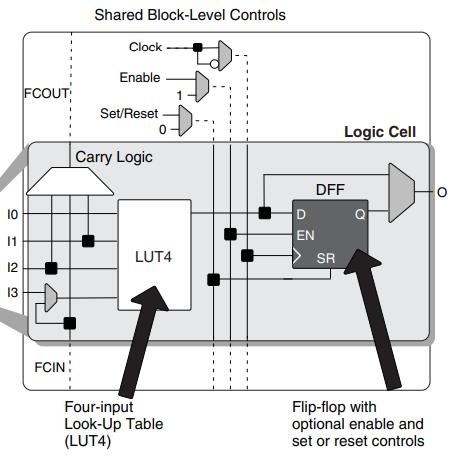 Shared Block-Level Controls
Clock
Enable
FCOUT
1
Set/Reset
0
Logic Cell
Carry Logic
DFF
O
I0
D
Q
I1
EN
LUT4
I2
SR
I3
FCIN
Four-input
Look-Up Table
(LUT4)
Flip-flop with
optional enable and
set or reset controls